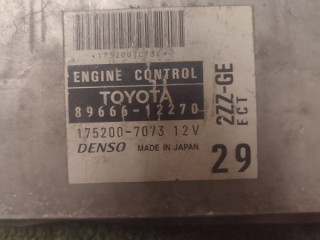 ENGINE CONTROL
TOYOTA
89666-12270
175200-7073 12V
DENSO MADE IN JAPAN
2ZZ-GE
ECT
29